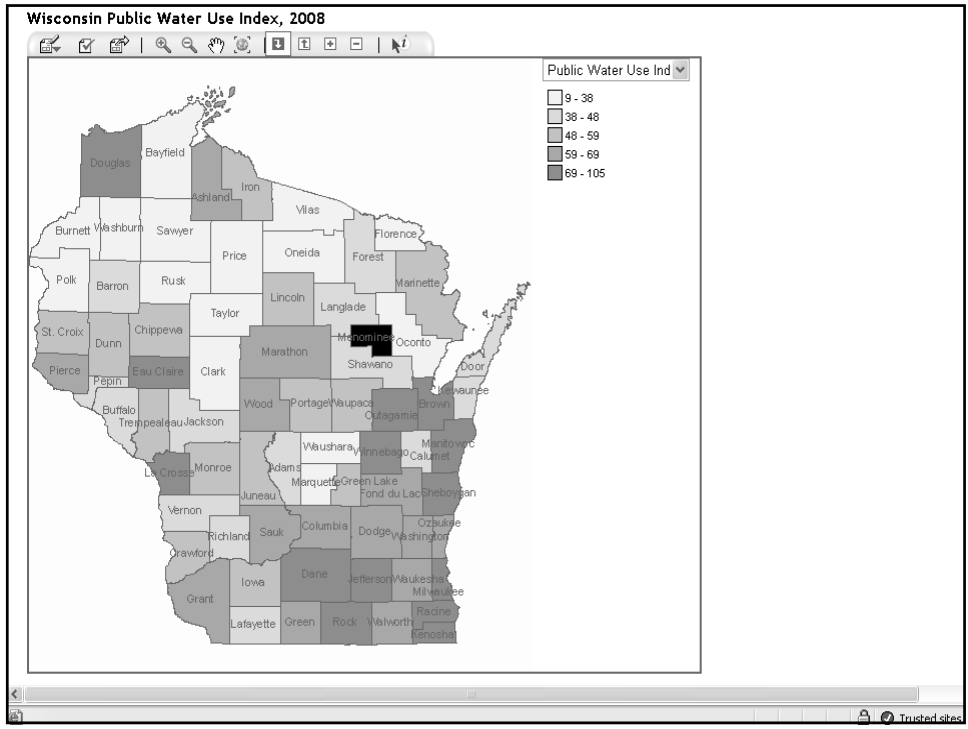 Wisconsin Public Water Use Index, 2008
Public Water Use Ind
9 - 38
38 - 48
48 - 59
59 - 69
69 - 105
Douglas
Bayfield
Ashland
Iron
Vilas
Burnett
Washburn
Sawyer
Price
Oneida
Florence
Forest
Marinette
Polk
Barron
Rusk
Lincoln
Langlade
Taylor
St. Croix
Dunn
Chippewa
Menominee
Oconto
Marathon
Shawano
Door
Pierce
Pepin
Eau Claire
Clark
Kewaunee
Buffalo
Trempealeau
Jackson
Wood
Portage
Waupaca
Outagamie
Brown
Waushara
Winnebago
Calumet
Manitowoc
La Crosse
Monroe
Adams
Juneau
Marquette
Green Lake
Fond du Lac
Sheboygan
Vernon
Richland
Sauk
Columbia
Dodge
Washington
Ozaukee
Crawford
Iowa
Dane
Jefferson
Waukesha
Milwaukee
Grant
Lafayette
Green
Rock
Walworth
Racine
Kenosha
Trusted sites